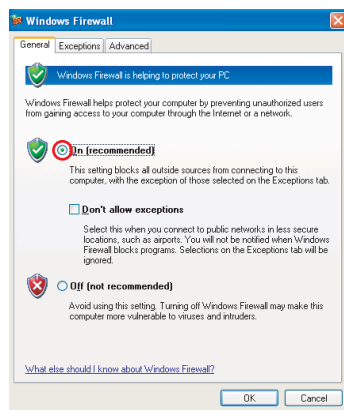 Windows Firewall
General Exceptions Advanced
Windows Firewall is helping to protect your PC
Windows Firewall helps protect your computer by preventing unauthorized users
from gaining access to your computer through the Internet or a network.
On (recommended)
This setting blocks all outside sources from connecting to this
computer, with the exception of those selected on the Exceptions tab.
Don't allow exceptions
Select this when you connect to public networks in less secure
locations, such as airports. You will not be notified when Windows
Firewall blocks programs. Selections on the Exceptions tab will be
ignored.
Off (not recommended)
Avoid using this setting. Turning off Windows Firewall may make this
computer more vulnerable to viruses and intruders.
What else should I know about Windows Firewall?
OK Cancel